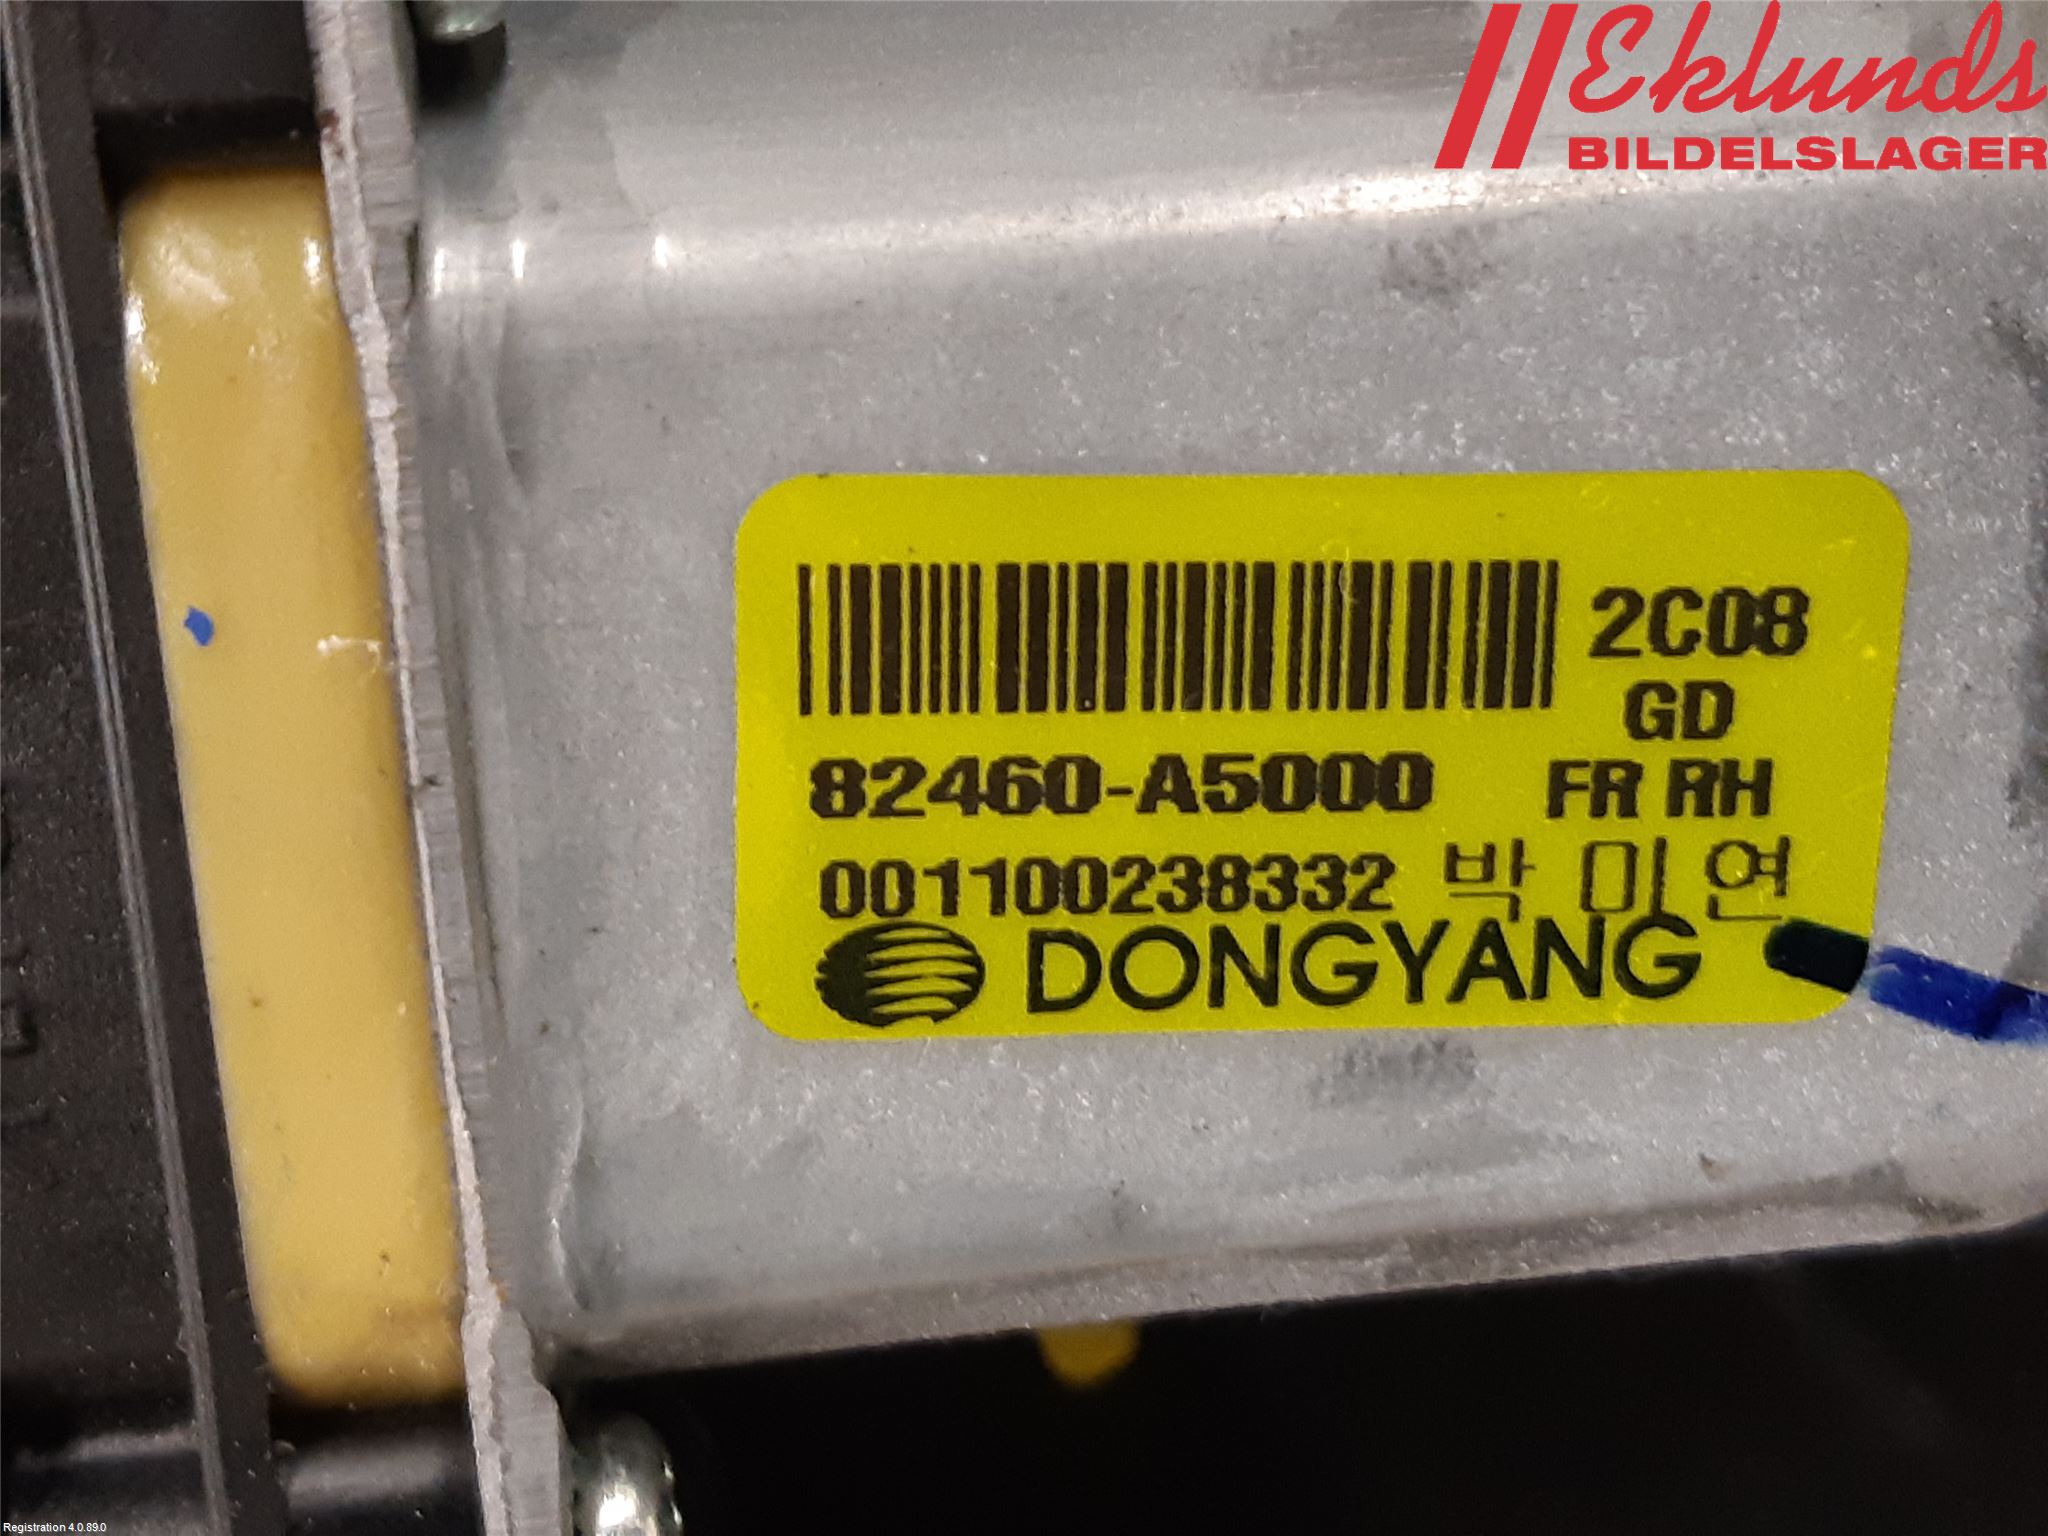 Eklunds
BILDELSLAGER
2C08
GD
82460-A5000 FR RH
001100238332 박 미 연
DONGYANG
Registration 4.0.89.0